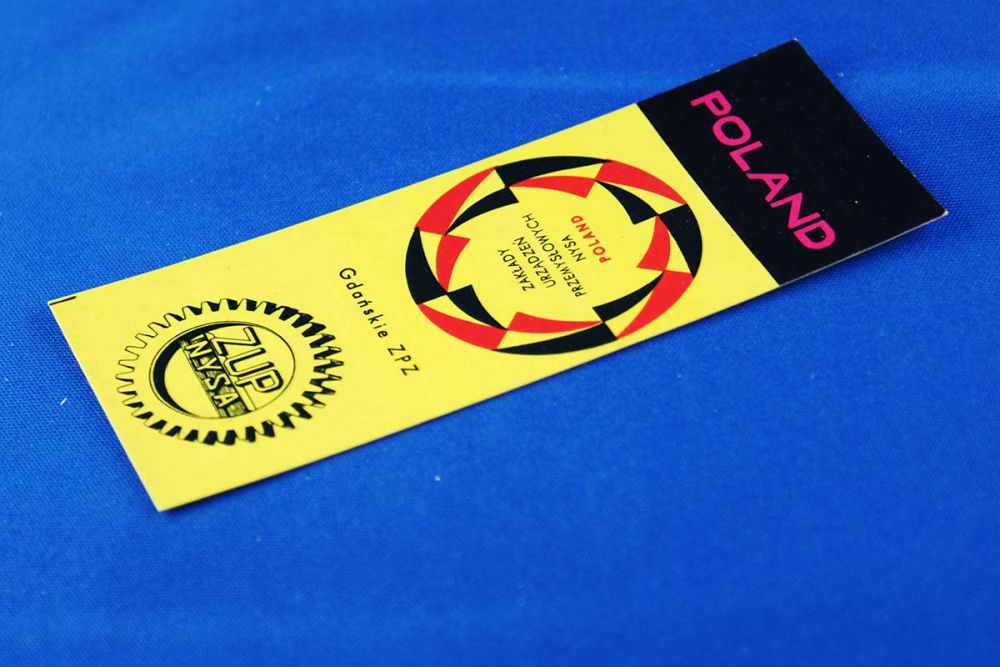 POLAND
ZAKŁADY
URZĄDZEŃ
PRZEMYSŁOWYCH
NYSA
POLAND
Gdańskie ZPZ
ZUP
NYSA